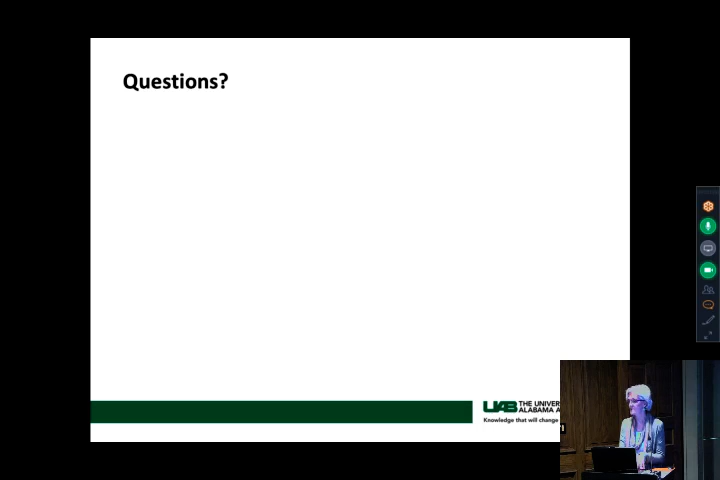 Questions?
UAB THE UNIVER
ALABAMA A
Knowledge that will change